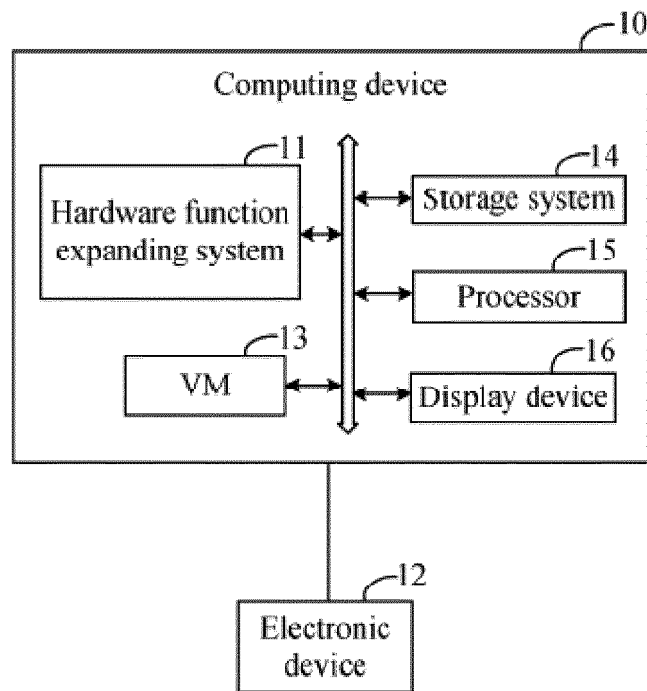 10
Computing device
11
Hardware function
expanding system
14
Storage system
15
Processor
13
VM
16
Display device
12
Electronic
device